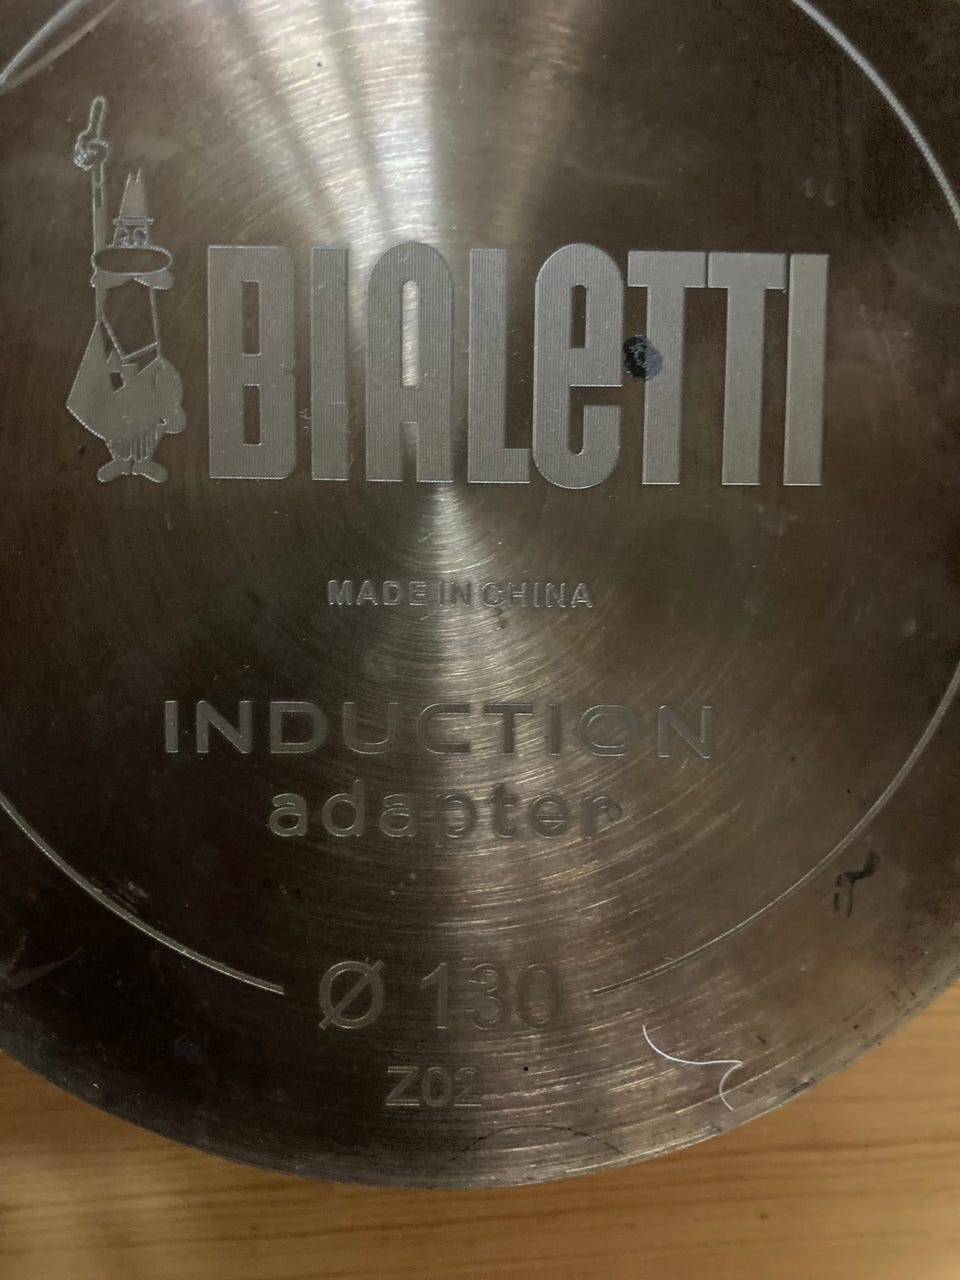 BIALETTI
MADE IN CHINA
INDUCTION
adapter
Ø 130
Z02